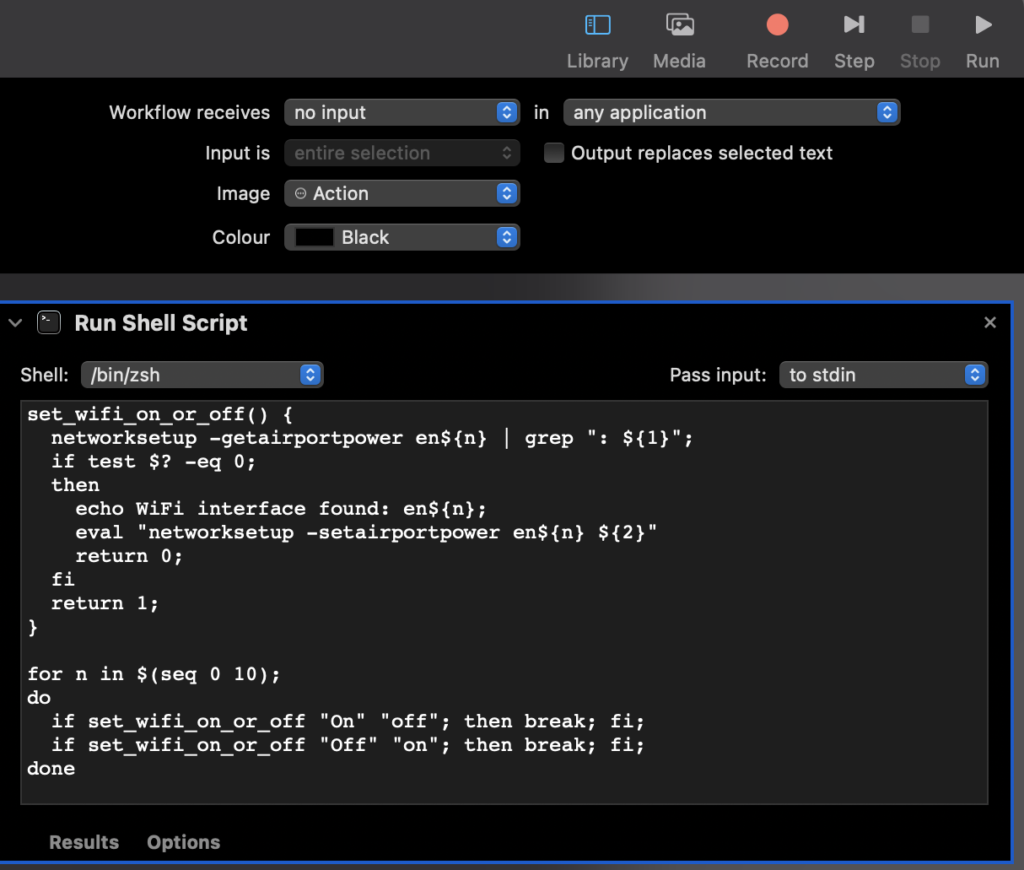 Library Media Record Step Stop Run
Workflow receives no input in any application
Input is entire selection Output replaces selected text
Image Action
Colour Black
Run Shell Script
Shell: /bin/zsh Pass input: to stdin
set_wifi_on_or_off() {
  networksetup -getairportpower en${n} | grep ": ${1}";
  if test $? -eq 0;
  then
    echo WiFi interface found: en${n};
    eval "networksetup -setairportpower en${n} ${2}"
    return 0;
  fi
  return 1;
}
for n in $(seq 0 10);
do
  if set_wifi_on_or_off "On" "off"; then break; fi;
  if set_wifi_on_or_off "Off" "on"; then break; fi;
done
Results Options